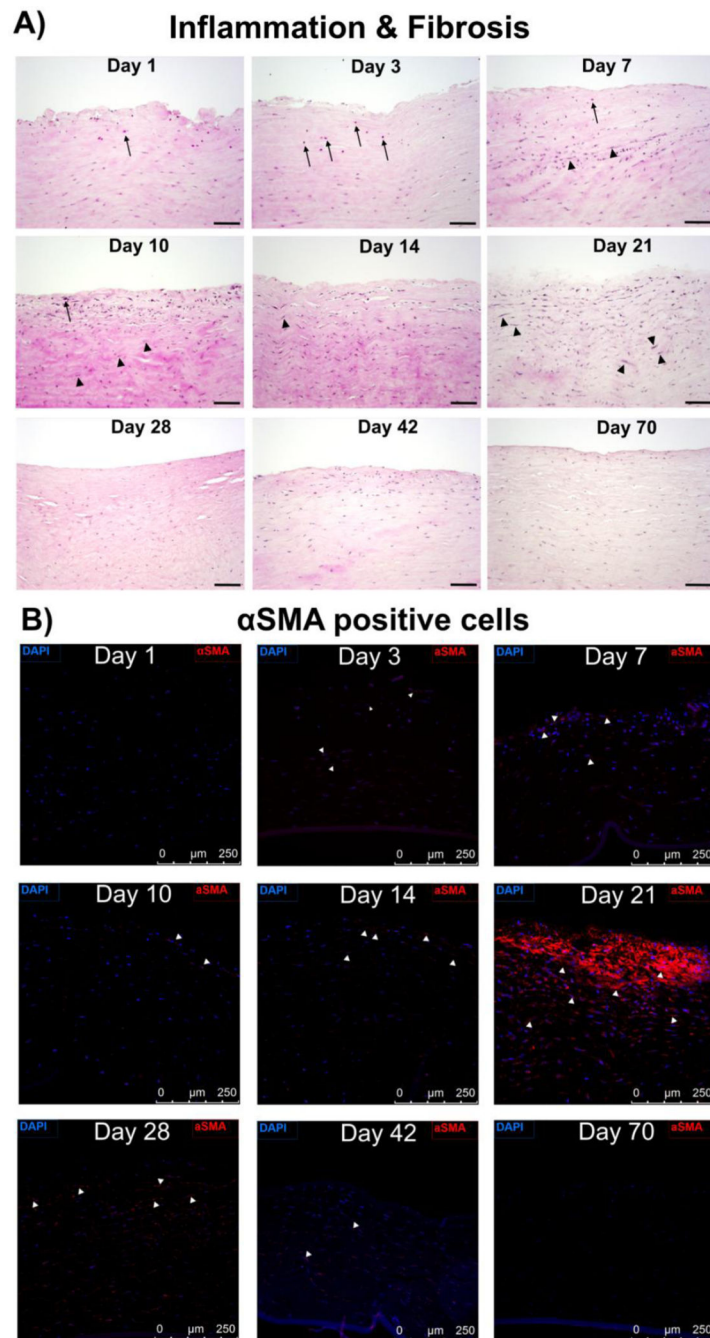 A) Inflammation & Fibrosis
Day 1 Day 3 Day 7
Day 10 Day 14 Day 21
Day 28 Day 42 Day 70
B) αSMA positive cells
DAPI Day 1 αSMA DAPI Day 3 aSMA DAPI Day 7 aSMA
0 µm 250 0 µm 250 0 µm 250
DAPI Day 10 aSMA DAPI Day 14 aSMA DAPI Day 21 aSMA
0 µm 250 0 µm 250 0 µm 250
DAPI Day 28 aSMA DAPI Day 42 aSMA DAPI Day 70 aSMA
0 µm 250 0 µm 250 0 µm 250